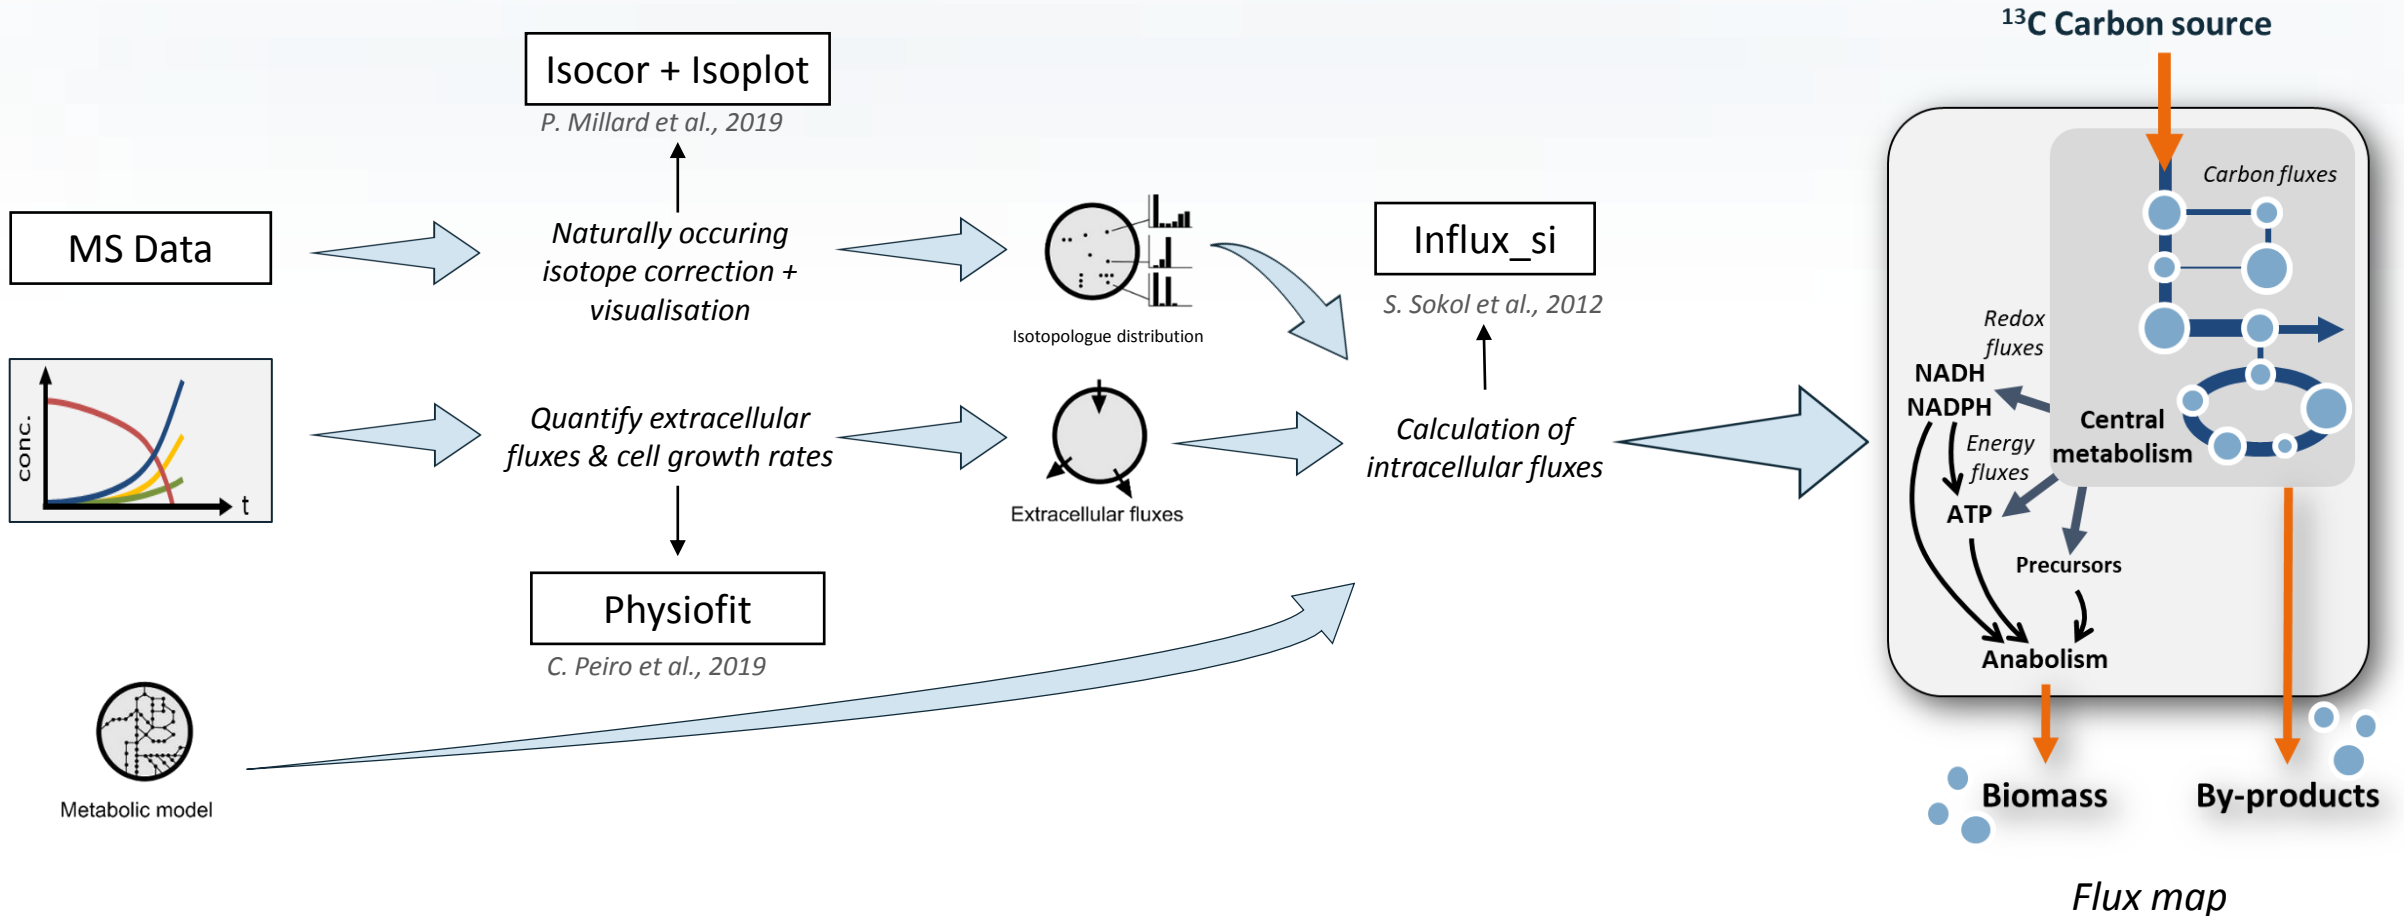 ¹³C Carbon source
Isocor + Isoplot
P. Millard et al., 2019
MS Data
Naturally occuring
isotope correction +
visualisation
Isotopologue distribution
Influx_si
S. Sokol et al., 2012
conc.
t
Quantify extracellular
fluxes & cell growth rates
Extracellular fluxes
Calculation of
intracellular fluxes
Physiofit
C. Peiro et al., 2019
Metabolic model
Carbon fluxes
Redox
fluxes
NADH
NADPH
Energy
fluxes
Central
metabolism
ATP
Precursors
Anabolism
Biomass
By-products
Flux map